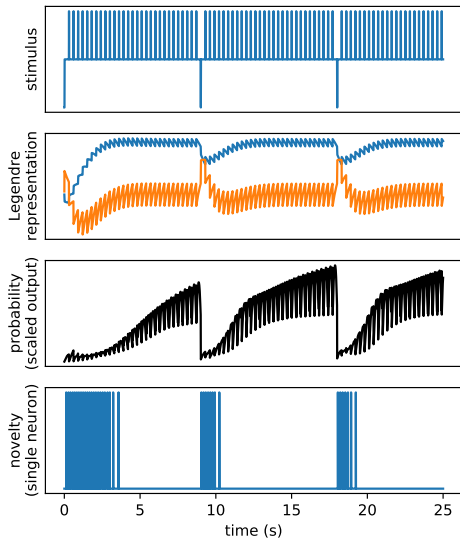 stimulus
Legendre
representation
probability
(scaled output)
novelty
(single neuron)
0 5 10 15 20 25
time (s)